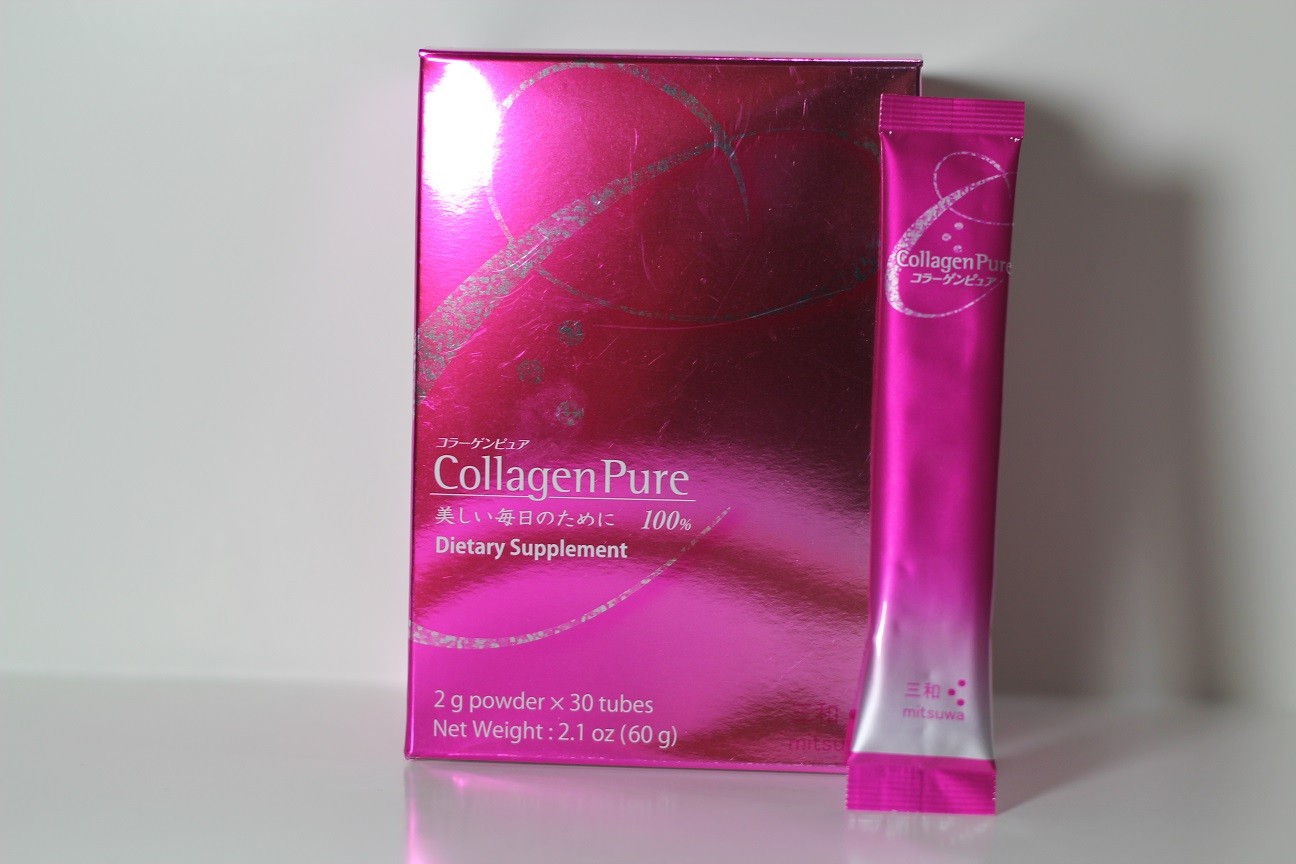 コラーゲンピュア
Collagen Pure
美しい毎日のために 100%
Dietary Supplement
2 g powder × 30 tubes
Net Weight : 2.1 oz (60 g)
Collagen Pure
コラーゲンピュア
三和
mitsuwa